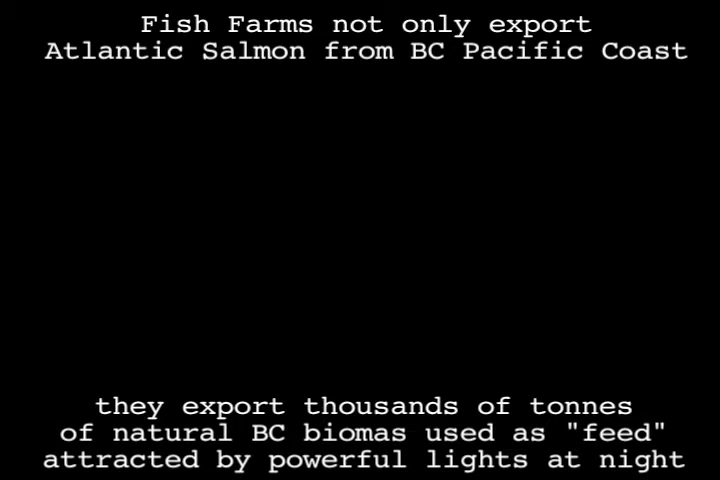 Fish Farms not only export
Atlantic Salmon from BC Pacific Coast
they export thousands of tonnes
of natural BC biomas used as "feed"
attracted by powerful lights at night